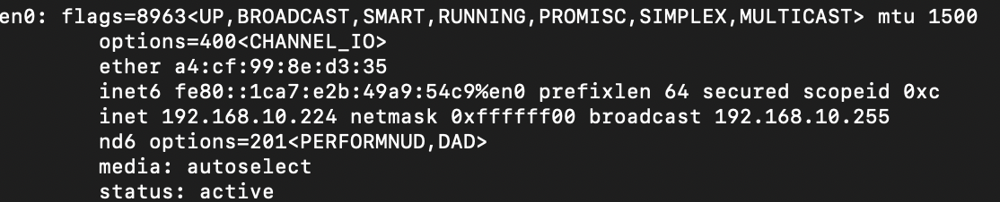 en0: flags=8963<UP,BROADCAST,SMART,RUNNING,PROMISC,SIMPLEX,MULTICAST> mtu 1500
options=400<CHANNEL_IO>
ether a4:cf:99:8e:d3:35
inet6 fe80::1ca7:e2b:49a9:54c9%en0 prefixlen 64 secured scopeid 0xc
inet 192.168.10.224 netmask 0xffffff00 broadcast 192.168.10.255
nd6 options=201<PERFORMNUD,DAD>
media: autoselect
status: active